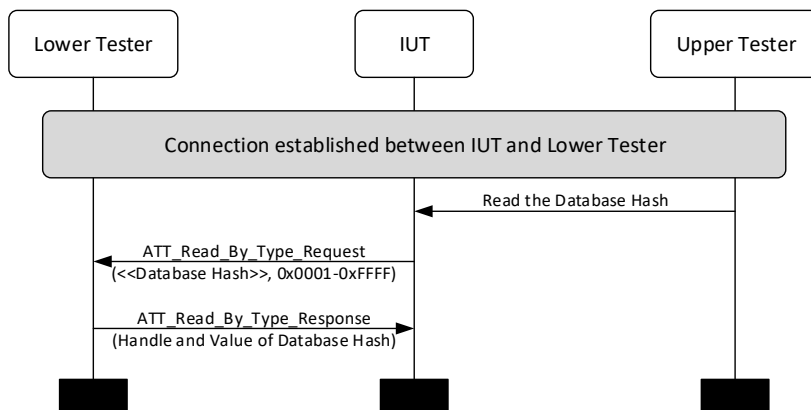 Lower Tester
IUT
Upper Tester
Connection established between IUT and Lower Tester
Read the Database Hash
ATT_Read_By_Type_Request
(<<Database Hash>>, 0x0001-0xFFFF)
ATT_Read_By_Type_Response
(Handle and Value of Database Hash)